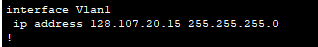 interface Vlan1
 ip address 128.107.20.15 255.255.255.0
!